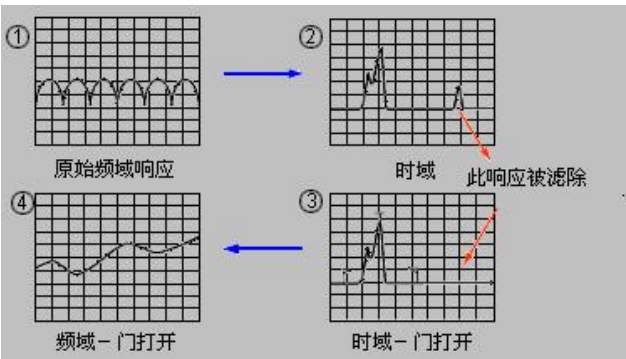 ①
②
原始频域响应
时域
此响应被滤除
④
③
频域－门打开
时域－门打开